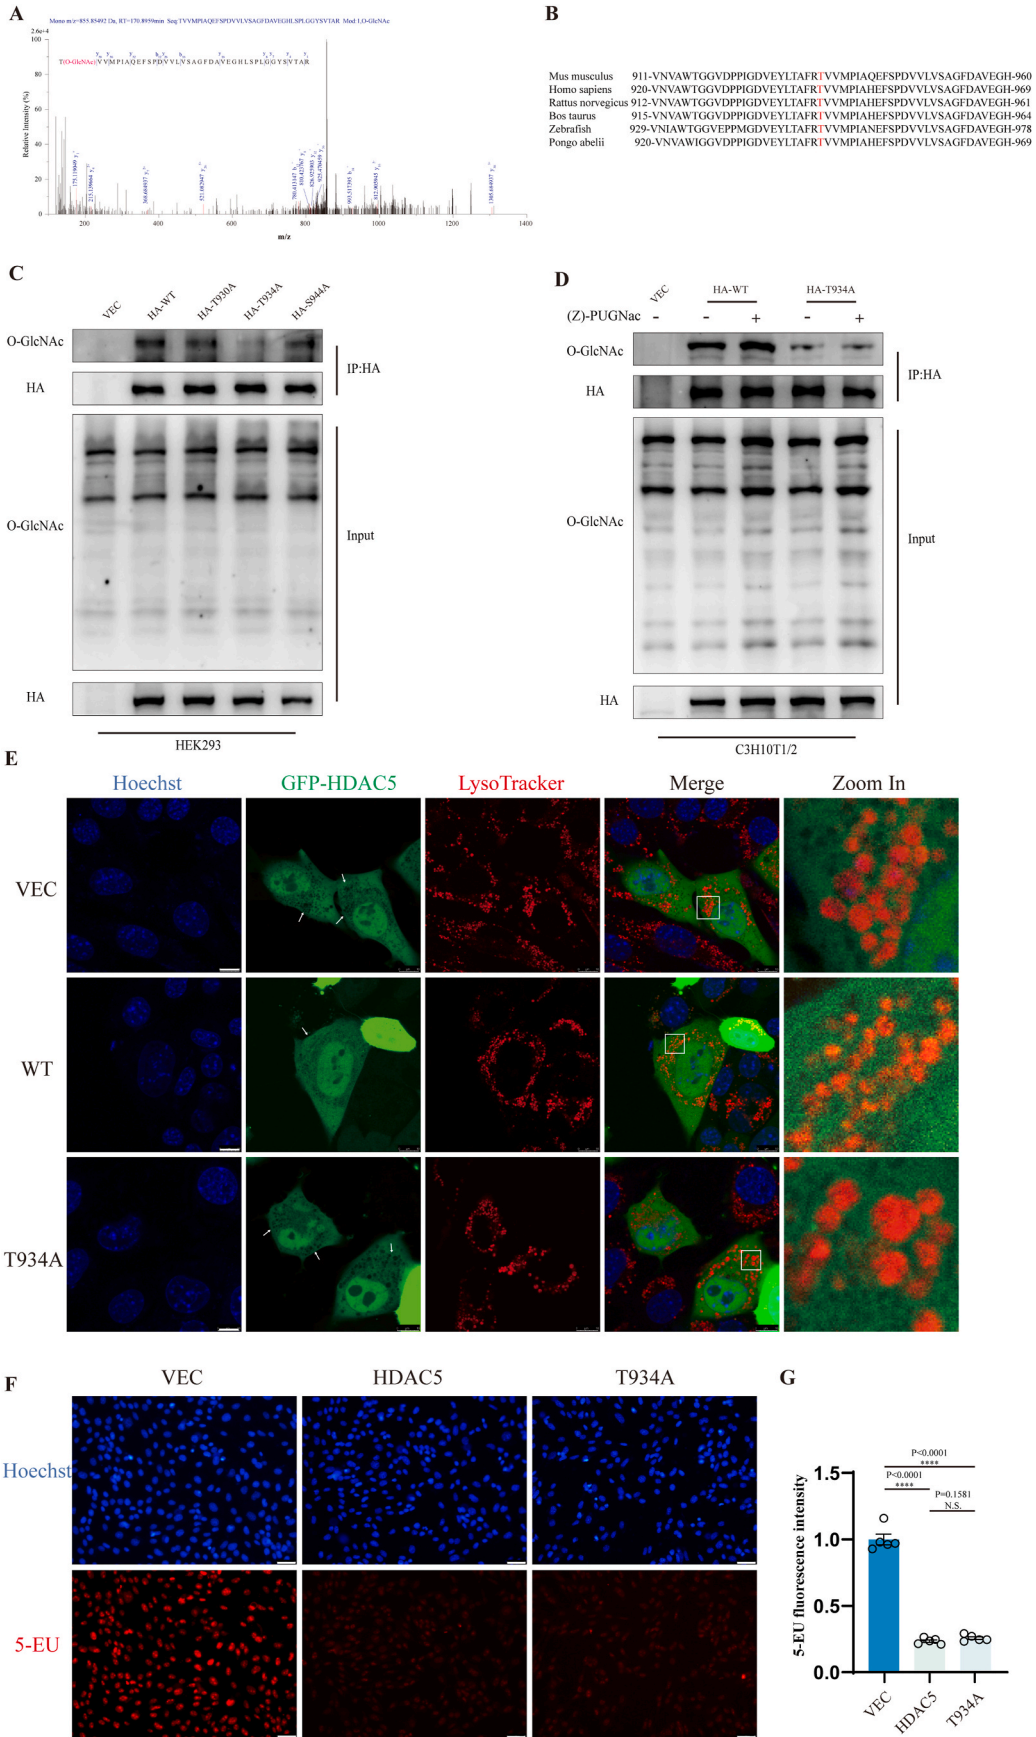 A
Mono m/z=855.85492 Da, RT=170.8959min Seq TVVMPIAQEFSPDVVLVSAGFDAVEGHLSPLGGYSVTAR Mod 1,O-GlcNAc
2.6e+4
T(O-GlcNAc)VVMPIAQEFSPDVVLVSAGFDAVEGHLSPLGGYSVTAR
Relative Intensity (%)
100
80
60
40
20
0
200 400 600 800 1000 1200 1400
m/z
B
Mus musculus 911-VNVAWTGGVDPPIGDVEYLTAFRTVVMPIAQEFSPDVVLVSAGFDAVEGH-960
Homo sapiens 920-VNVAWTGGVDPPIGDVEYLTAFRTVVMPIAHEFSPDVVLVSAGFDAVEGH-969
Rattus norvegicus 912-VNVAWTGGVDPPIGDVEYLTAFRTVVMPIAHEFSPDVVLVSAGFDAVEGH-961
Bos taurus 915-VNVAWTGGVDPPIGDVEYLTAFRTVVMPIANEFSPDVVLVSAGFDAVEGH-964
Zebrafish 929-VNIAWTGGVEPPMGDVEYLTAFRTVVMPIANEFSPDVVLVSAGFDAVEGH-978
Pongo abelii 920-VNVAWIGGVDPPIGDVEYLTAFRTVVMPIAHEFSPDVVLVSAGFDAVEGH-969
C
VEC HA-WT HA-T930A HA-T934A HA-S944A
O-GlcNAc
HA
IP:HA
O-GlcNAc
Input
HA
HEK293
D
VEC HA-WT HA-T934A
(Z)-PUGNac - - + - +
O-GlcNAc
HA
IP:HA
O-GlcNAc
Input
HA
C3H10T1/2
E
Hoechst GFP-HDAC5 LysoTracker Merge Zoom In
VEC
WT
T934A
F
VEC HDAC5 T934A
Hoechst
5-EU
G
P<0.0001
****
P<0.0001
****
P=0.1581
N.S.
5-EU fluorescence intensity
1.5
1.0
0.5
0.0
VEC HDAC5 T934A